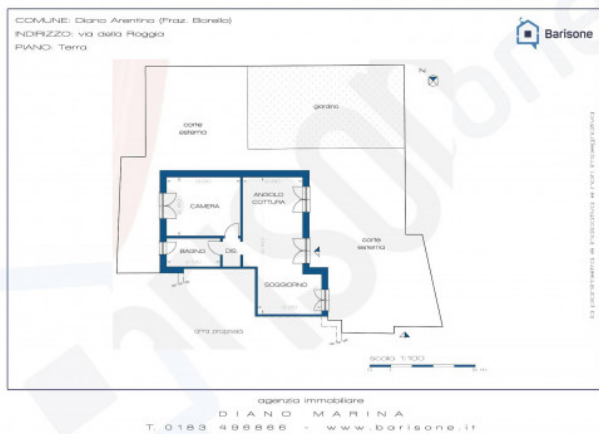 COMUNE: Diano Arentino (Fraz. Borello)
INDIRIZZO: via della Roggia
PIANO: Terra
Barisone
N
giardino
corte
esterna
CAMERA
ANGOLO
COTTURA
BAGNO
DIS.
corte
esterna
SOGGIORNO
altra proprietà
scala 1:100
agenzia immobiliare
DIANO MARINA
T. 0183 496866 - www.barisone.it